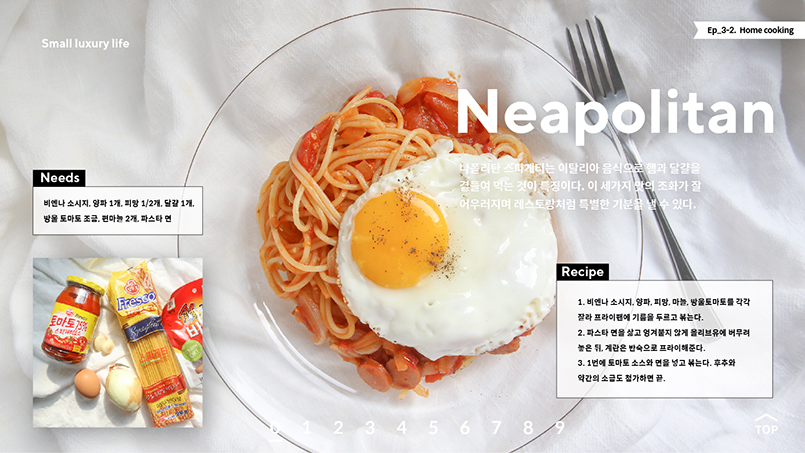 Small luxury life
Ep_3-2. Home cooking
Neapolitan
나폴리탄 스파게티는 이탈리아 음식으로 햄과 달걀을
곁들여 먹는 것이 특징이다. 이 세가지 맛의 조화가 잘
어우러지며 레스토랑처럼 특별한 기분을 낼 수 있다.
Needs
비엔나 소시지, 양파 1개, 피망 1/2개, 달걀 1개,
방울 토마토 조금, 편마늘 2개, 파스타 면
토마토
Fresco
Spaghetti
Recipe
1. 비엔나 소시지, 양파, 피망, 마늘, 방울토마토를 각각
잘라 프라이팬에 기름을 두르고 볶는다.
2. 파스타 면을 삶고 엉겨붙지 않게 올리브유에 버무려
놓은 뒤, 계란은 반숙으로 프라이해준다.
3. 1번에 토마토 소스와 면을 넣고 볶는다. 후추와
약간의 소금도 첨가하면 끝.
0 1 2 3 4 5 6 7 8 9
TOP